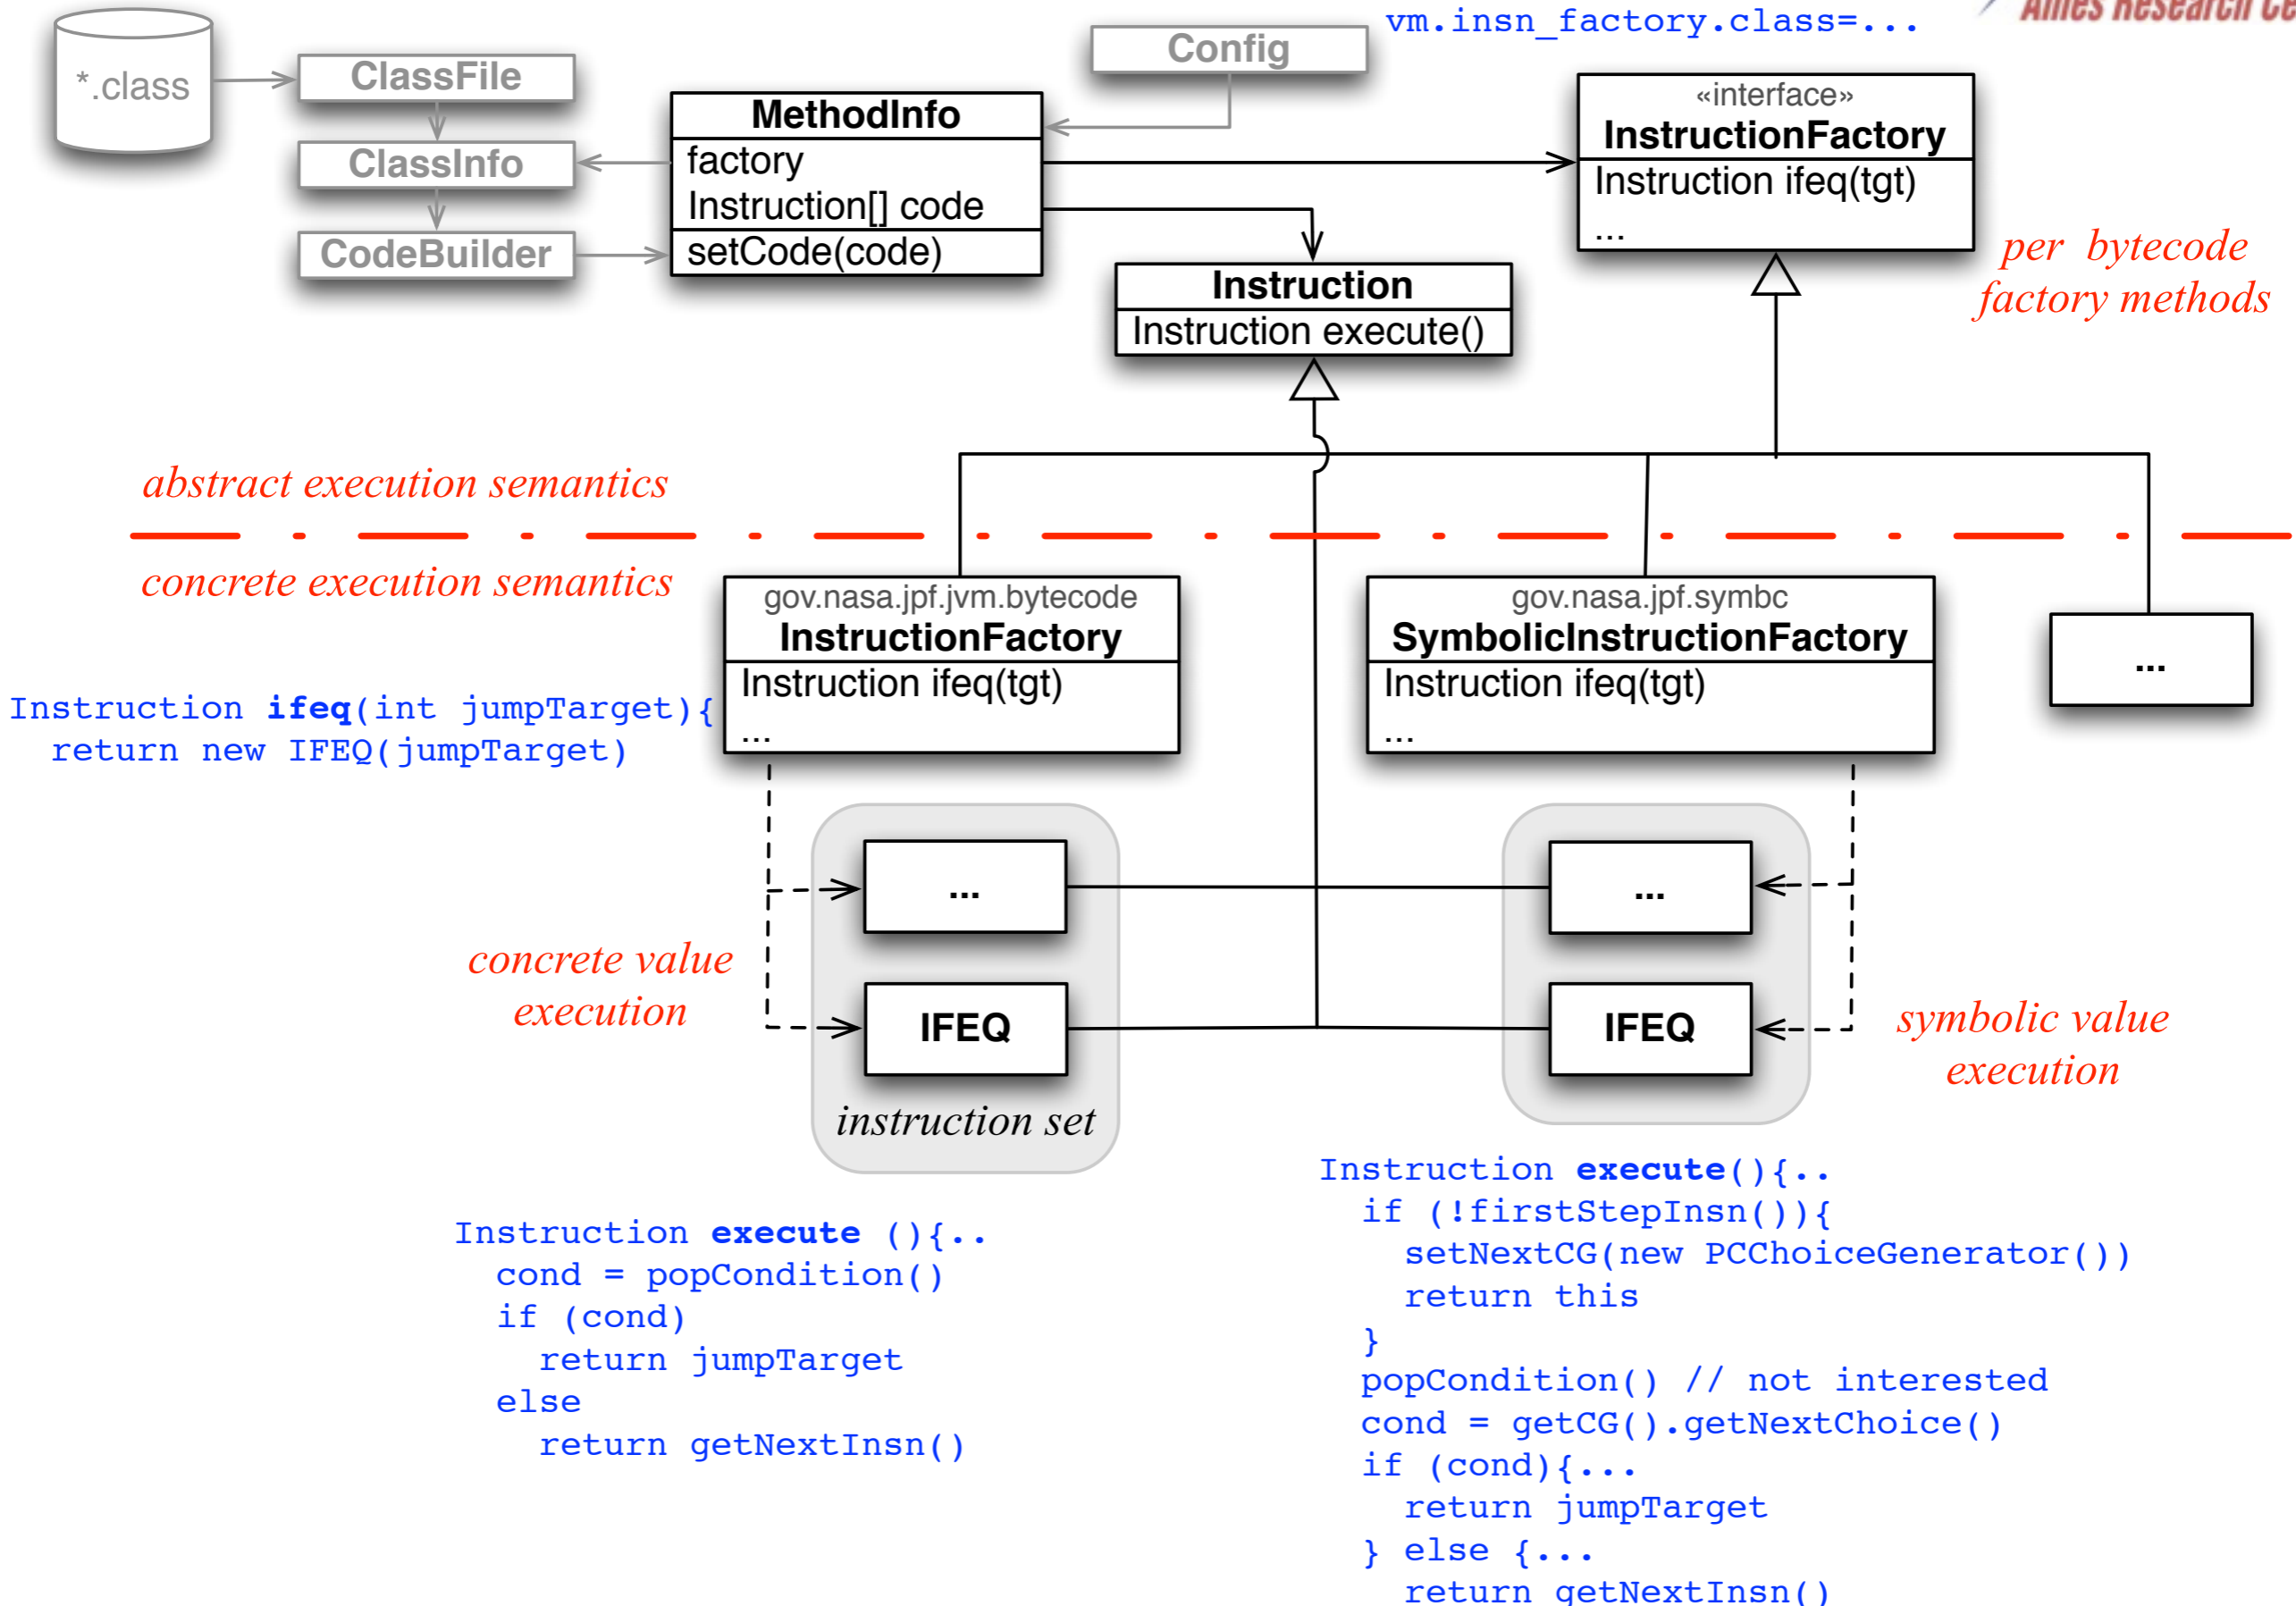 vm.insn_factory.class=...
Ames Research
*.class
ClassFile
ClassInfo
CodeBuilder
Config
MethodInfo
factory
Instruction[] code
setCode(code)
«interface»
InstructionFactory
Instruction ifeq(tgt)
...
per bytecode
factory methods
Instruction
Instruction execute()
abstract execution semantics
concrete execution semantics
gov.nasa.jpf.jvm.bytecode
InstructionFactory
Instruction ifeq(tgt)
...
gov.nasa.jpf.symbc
SymbolicInstructionFactory
Instruction ifeq(tgt)
...
...
Instruction ifeq(int jumpTarget){
return new IFEQ(jumpTarget)
...
IFEQ
instruction set
concrete value
execution
...
IFEQ
symbolic value
execution
Instruction execute (){..
cond = popCondition()
if (cond)
return jumpTarget
else
return getNextInsn()
Instruction execute(){..
if (!firstStepInsn()){
setNextCG(new PCChoiceGenerator())
return this
}
popCondition() // not interested
cond = getCG().getNextChoice()
if (cond){...
return jumpTarget
} else {...
return getNextInsn()